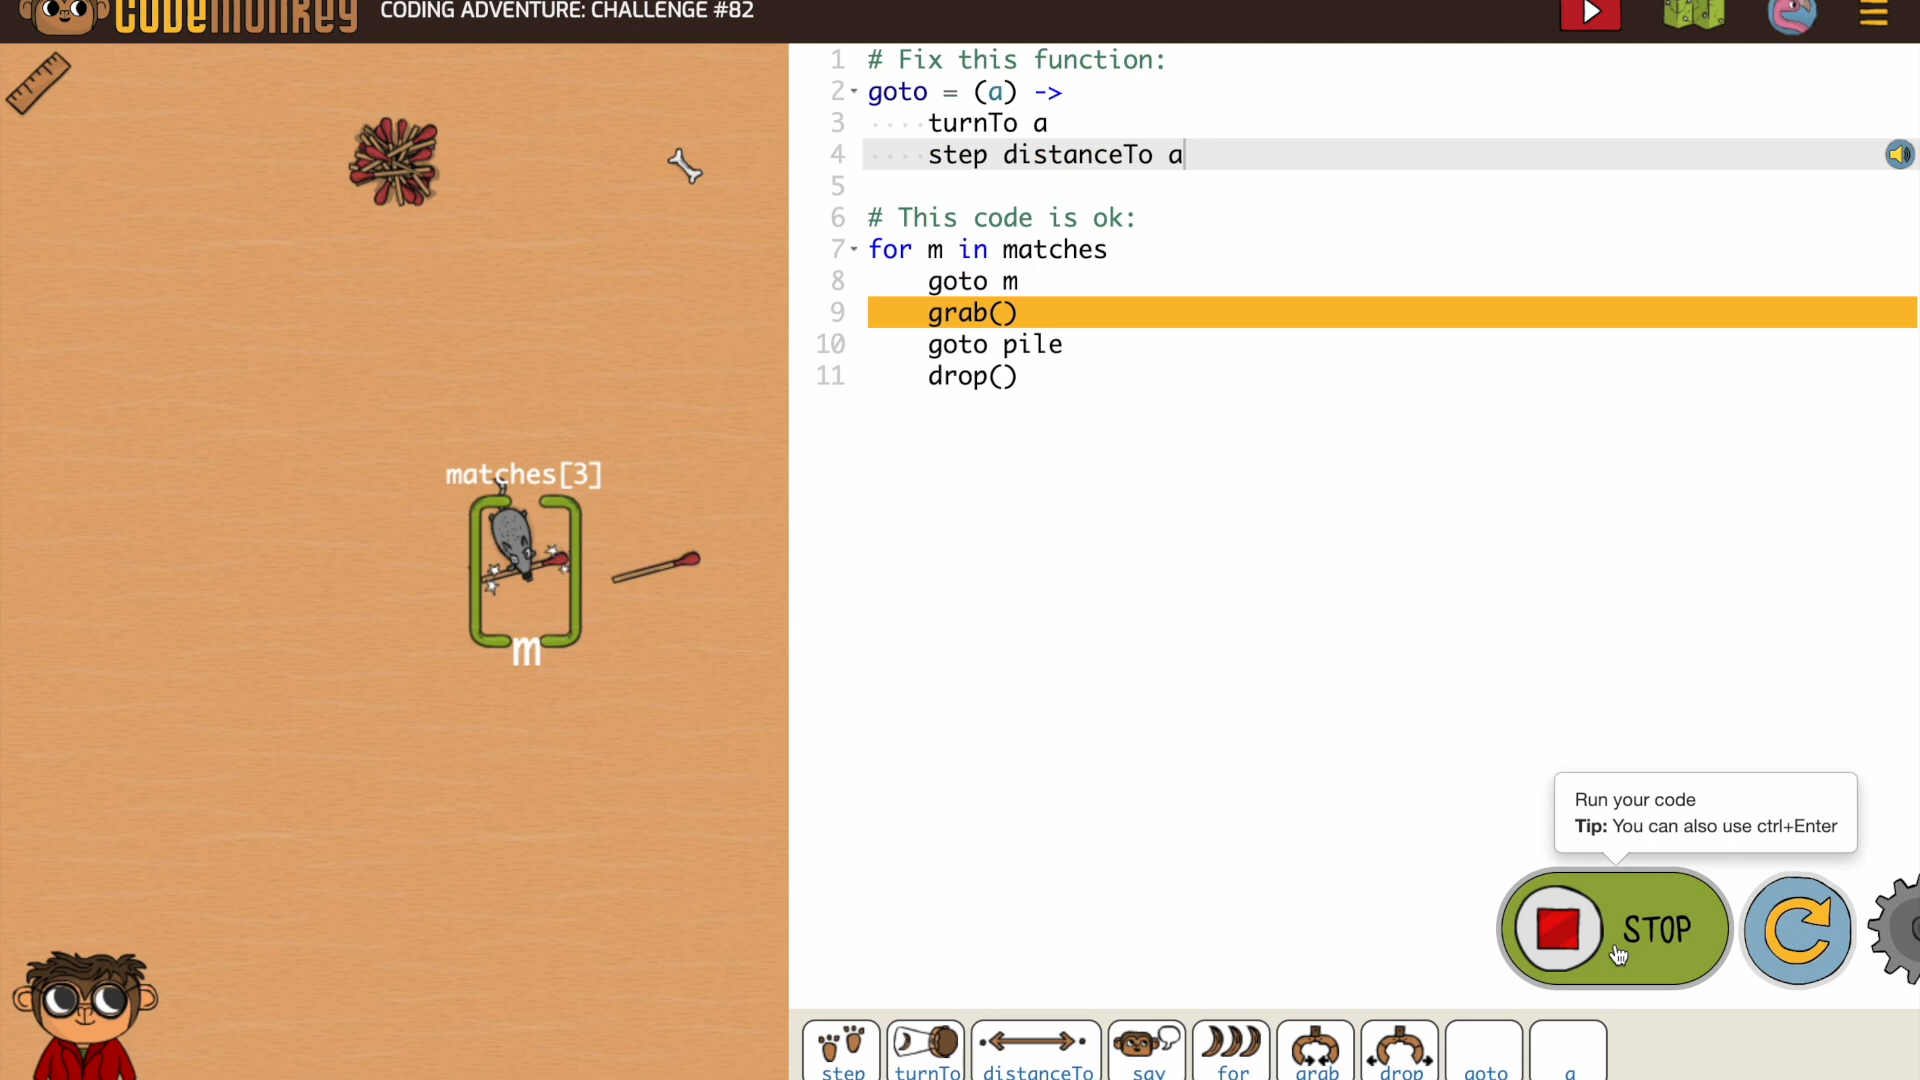 CODEMONKEY
CODING ADVENTURE: CHALLENGE #82
1 # Fix this function:
2 goto = (a) ->
3 ····turnTo a
4 ····step distanceTo a
5
6 # This code is ok:
7 for m in matches
8 goto m
9 grab()
10 goto pile
11 drop()
matches[3]
m
Run your code
Tip: You can also use ctrl+Enter
STOP
step turnTo distanceTo say for grab drop goto a